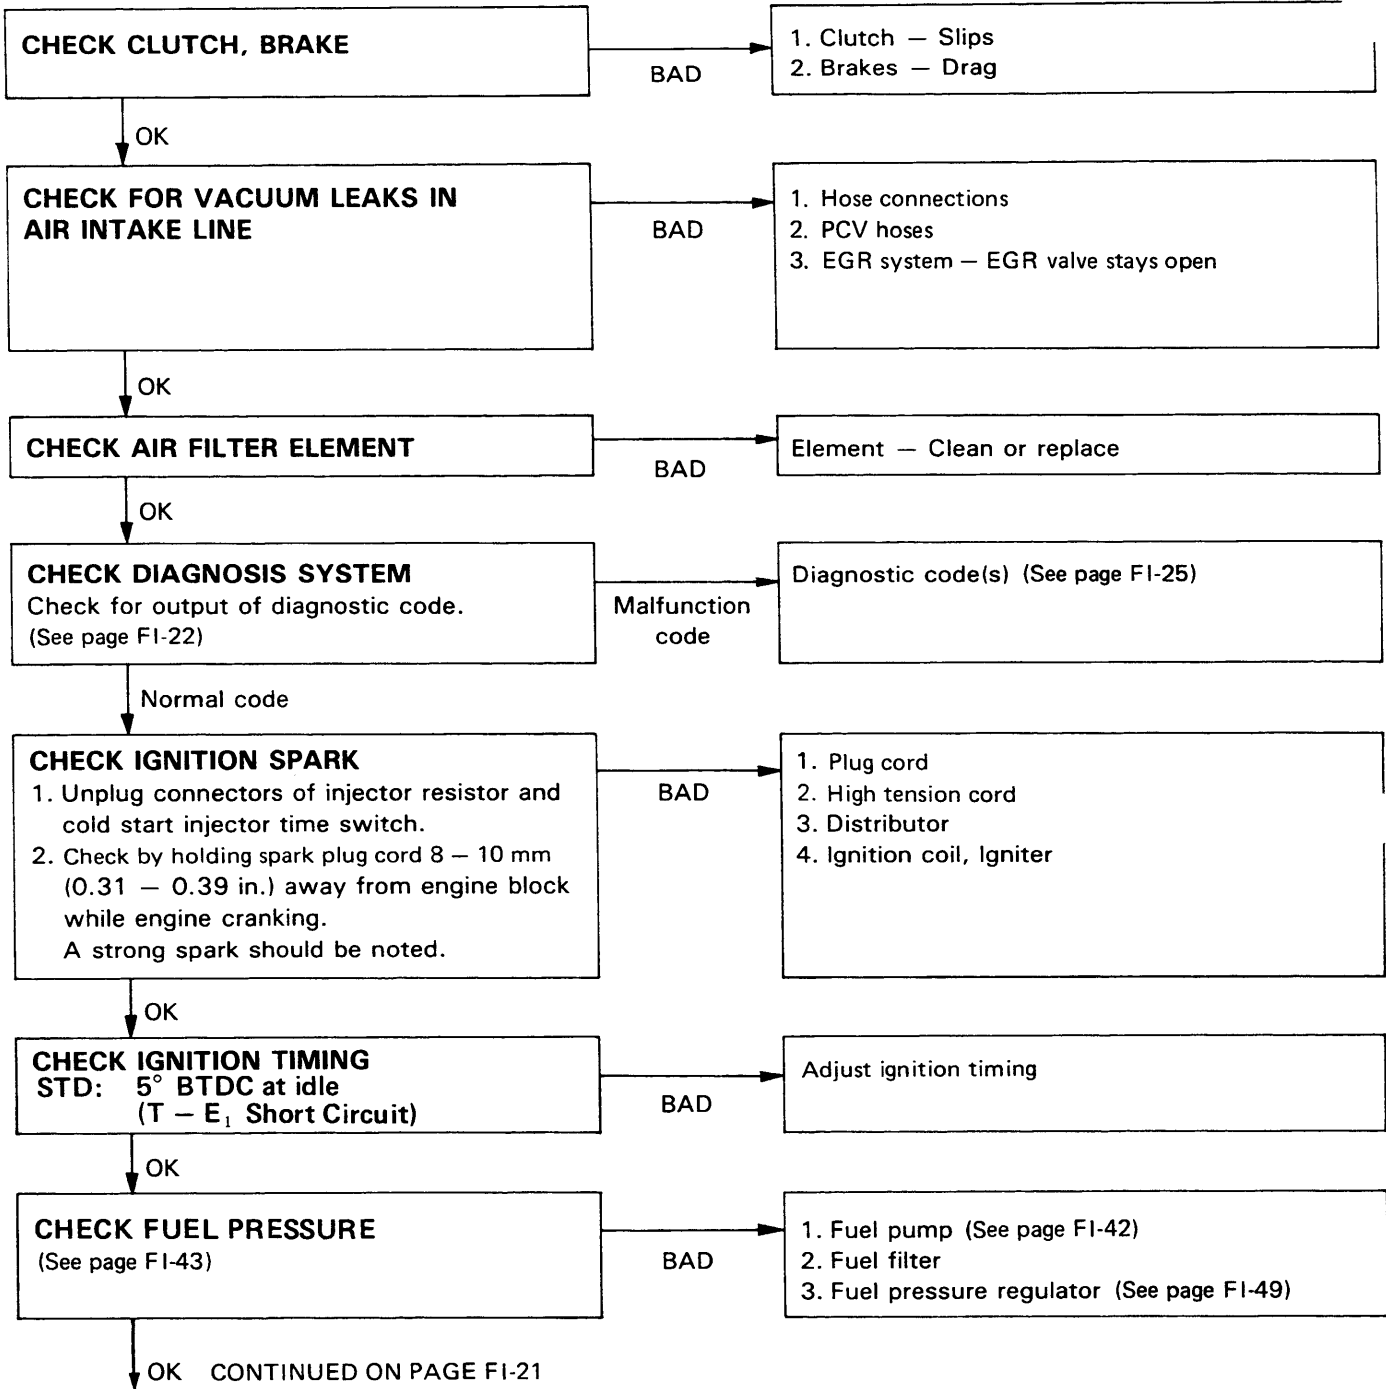 CHECK CLUTCH, BRAKE
BAD
1. Clutch — Slips
2. Brakes — Drag
OK
CHECK FOR VACUUM LEAKS IN
AIR INTAKE LINE
BAD
1. Hose connections
2. PCV hoses
3. EGR system — EGR valve stays open
OK
CHECK AIR FILTER ELEMENT
BAD
Element — Clean or replace
OK
CHECK DIAGNOSIS SYSTEM
Check for output of diagnostic code.
(See page FI-22)
Malfunction
code
Diagnostic code(s) (See page FI-25)
Normal code
CHECK IGNITION SPARK
1. Unplug connectors of injector resistor and
cold start injector time switch.
2. Check by holding spark plug cord 8 — 10 mm
(0.31 — 0.39 in.) away from engine block
while engine cranking.
A strong spark should be noted.
BAD
1. Plug cord
2. High tension cord
3. Distributor
4. Ignition coil, Igniter
OK
CHECK IGNITION TIMING
STD: 5° BTDC at idle
(T — E₁ Short Circuit)
BAD
Adjust ignition timing
OK
CHECK FUEL PRESSURE
(See page FI-43)
BAD
1. Fuel pump (See page FI-42)
2. Fuel filter
3. Fuel pressure regulator (See page FI-49)
OK CONTINUED ON PAGE FI-21